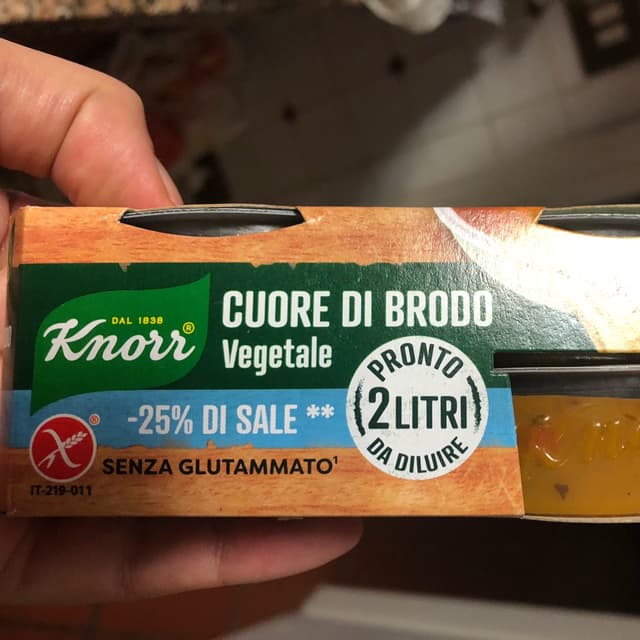 DAL 1838
Knorr®
CUORE DI BRODO
Vegetale
-25% DI SALE **
PRONTO
2 LITRI
DA DILUIRE
®
SENZA GLUTAMMATO¹
IT-219-011